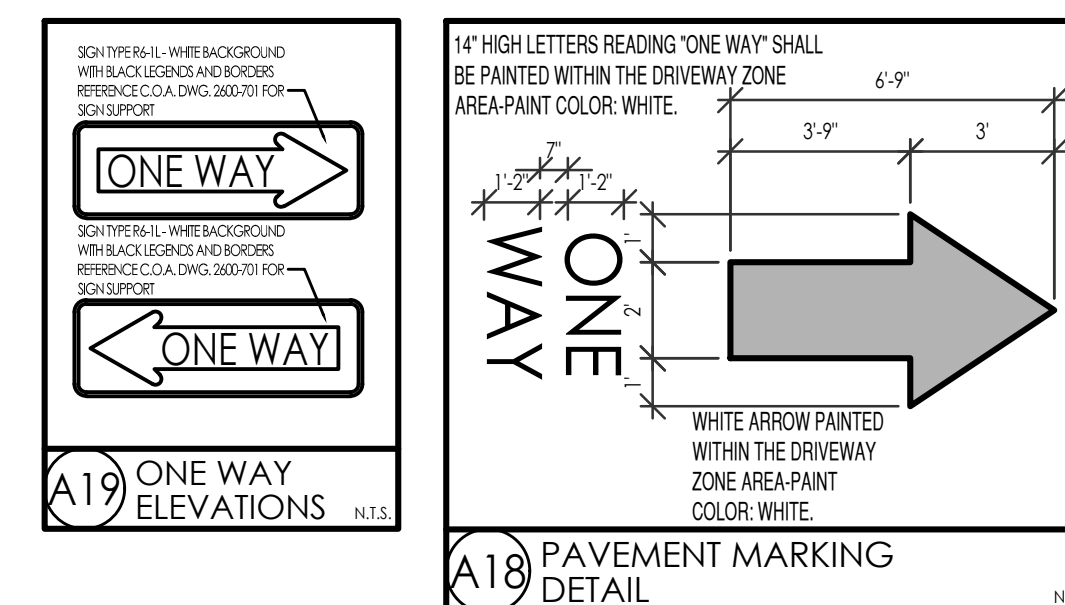 SIGN TYPE R6-1L - WHITE BACKGROUND
WITH BLACK LEGENDS AND BORDERS
REFERENCE C.O.A. DWG. 2600-701 FOR
SIGN SUPPORT
ONE WAY
SIGN TYPE R6-1L - WHITE BACKGROUND
WITH BLACK LEGENDS AND BORDERS
REFERENCE C.O.A. DWG. 2600-701 FOR
SIGN SUPPORT
ONE WAY
A19
ONE WAY
ELEVATIONS
N.T.S.
14" HIGH LETTERS READING "ONE WAY" SHALL
BE PAINTED WITHIN THE DRIVEWAY ZONE
AREA-PAINT COLOR: WHITE.
6'-9"
3'-9"
3'
7"
1'-2"
1'-2"
1'
2'
1'
ONE
WAY
WHITE ARROW PAINTED
WITHIN THE DRIVEWAY
ZONE AREA-PAINT
COLOR: WHITE.
A18
PAVEMENT MARKING
DETAIL
N